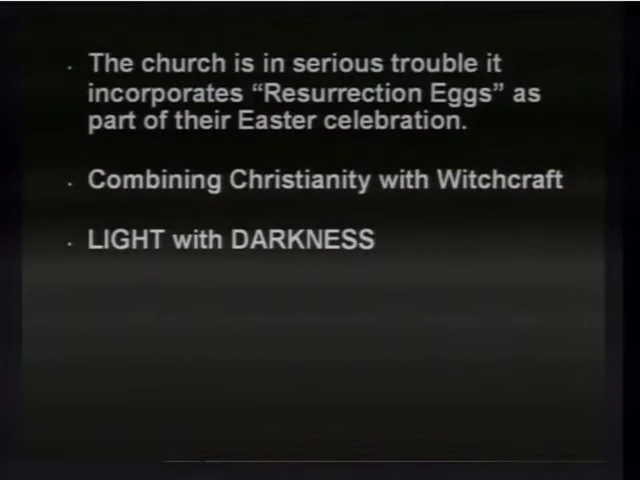 · The church is in serious trouble it
incorporates “Resurrection Eggs” as
part of their Easter celebration.
· Combining Christianity with Witchcraft
· LIGHT with DARKNESS